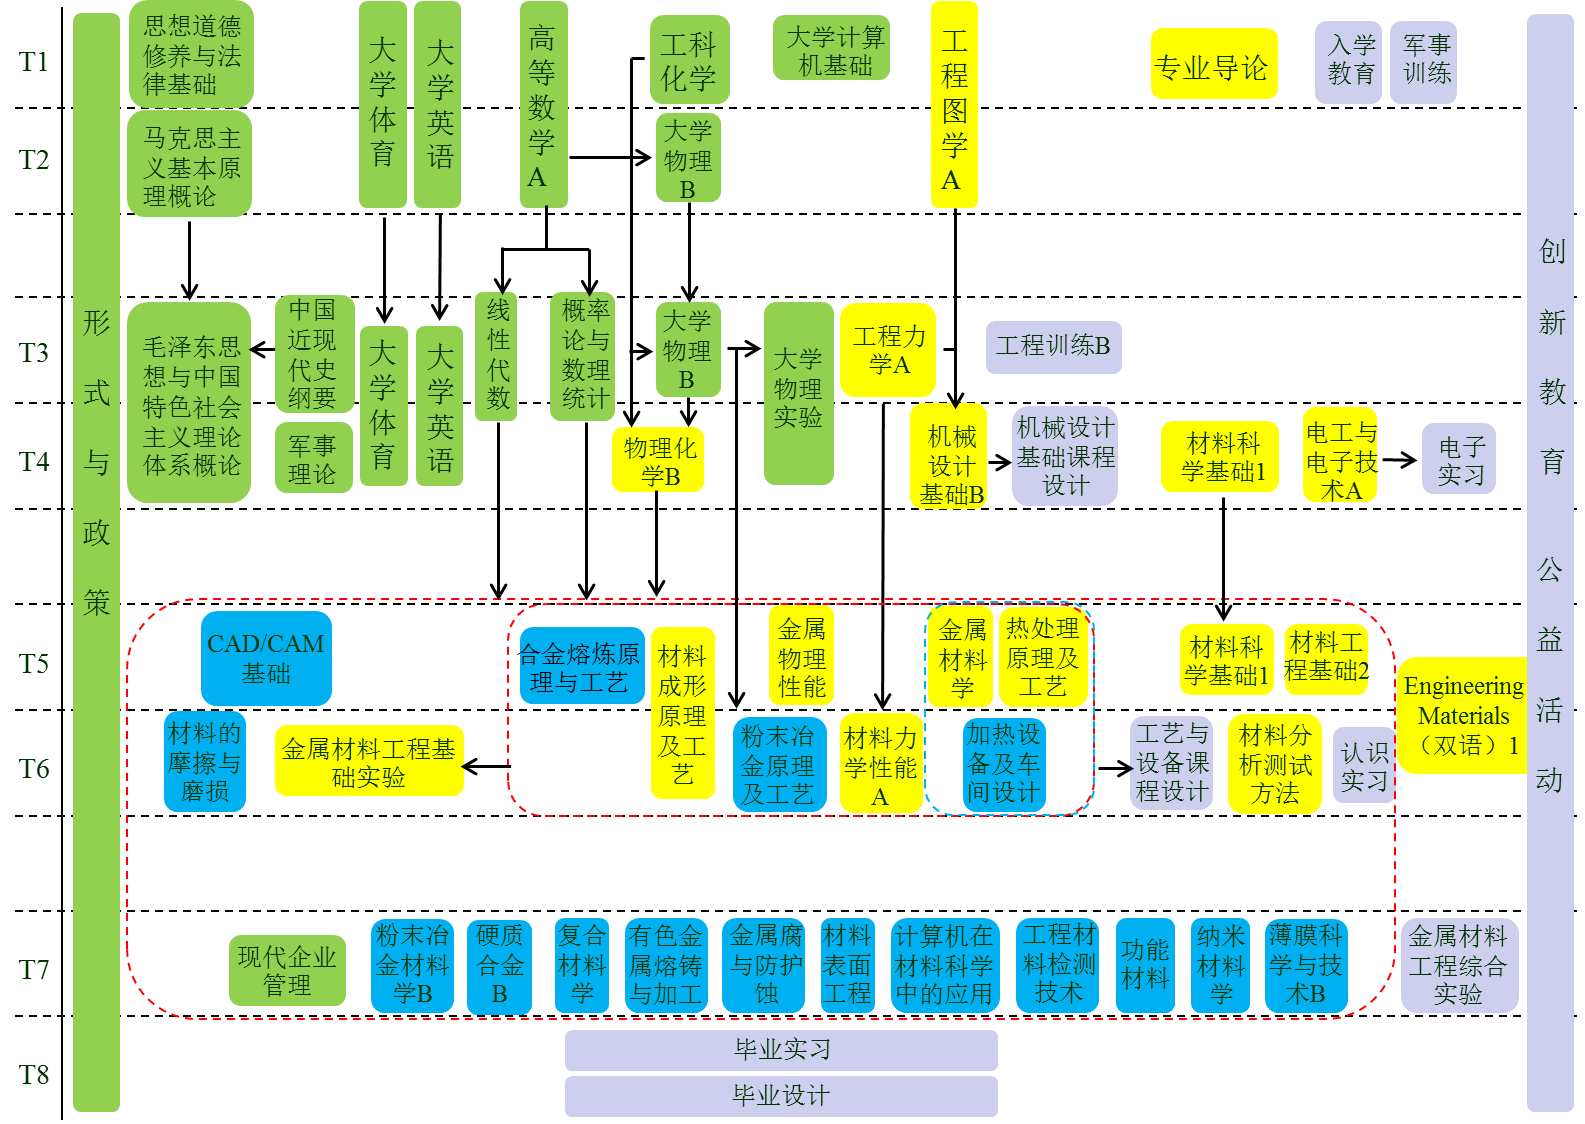 T1
T2
T3
T4
T5
T6
T7
T8
形
式
与
政
策
思想道德
修养与法
律基础
大
学
体
育
大
学
英
语
高
等
数
学
A
工科
化学
大学计算
机基础
工
程
图
学
A
专业导论
入学
教育
军事
训练
马克思主
义基本原
理概论
大学
物理
B
毛泽东思
想与中国
特色社会
主义理论
体系概论
中国
近现
代史
纲要
军事
理论
大
学
体
育
大
学
英
语
线
性
代
数
概率
论与
数理
统计
大学
物理
B
大学
物理
实验
工程力
学A
工程训练B
物理化
学B
机械
设计
基础B
机械设计
基础课程
设计
材料科
学基础1
电工与
电子技
术A
电子
实习
CAD/CAM
基础
合金熔炼原
理与工艺
材料
成形
原理
及工
艺
金属
物理
性能
金属
材料
学
热处理
原理及
工艺
材料科
学基础1
材料工
程基础2
Engineering
Materials
（双语）1
材料的
摩擦与
磨损
金属材料工程基
础实验
粉末冶
金原理
及工艺
材料力
学性能
A
加热设
备及车
间设计
工艺与
设备课
程设计
材料分
析测试
方法
认识
实习
现代企业
管理
粉末冶
金材料
学B
硬质
合金
B
复合
材料
学
有色金
属熔铸
与加工
金属腐
与防护
蚀
材料
表面
工程
计算机在
材料科学
中的应用
工程材
料检测
技术
功能
材料
纳米
材料
学
薄膜科
学与技
术B
金属材料
工程综合
实验
毕业实习
毕业设计
创
新
教
育
公
益
活
动